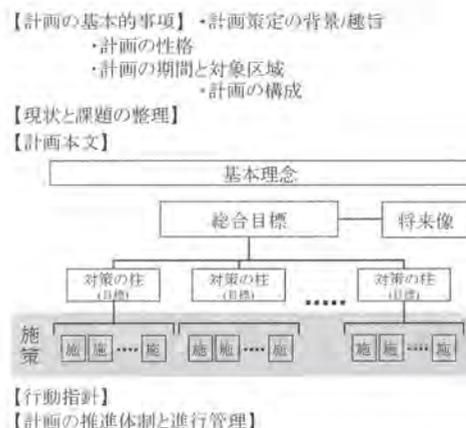 【計画の基本的事項】・計画策定の背景/趣旨
・計画の性格
・計画の期間と対象区域
・計画の構成
【現状と課題の整理】
【計画本文】
基本理念
総合目標 将来像
対策の柱 対策の柱 対策の柱
(目標) (目標) (目標)
・・・・・
施策
施 施 ・・・・ 施 施 施 ・・・・ 施 施 施 ・・・・ 施
【行動指針】
【計画の推進体制と進行管理】